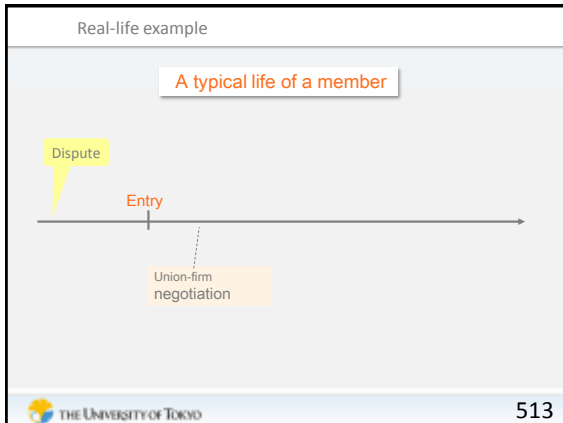 Real-life example
A typical life of a member
Dispute
Entry
Union-firm
negotiation
THE UNIVERSITY OF TOKYO
513